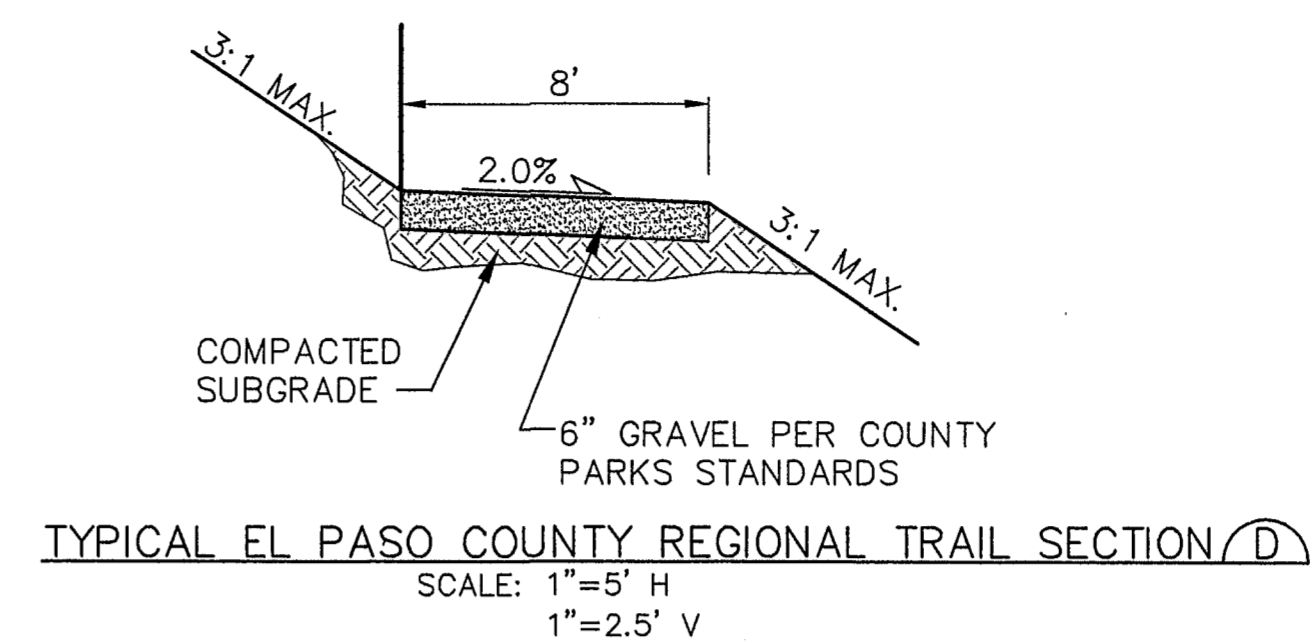 3:1 MAX.
8'
2.0%
3:1 MAX.
COMPACTED
SUBGRADE
6" GRAVEL PER COUNTY
PARKS STANDARDS
TYPICAL EL PASO COUNTY REGIONAL TRAIL SECTION D
SCALE: 1"=5' H
1"=2.5' V